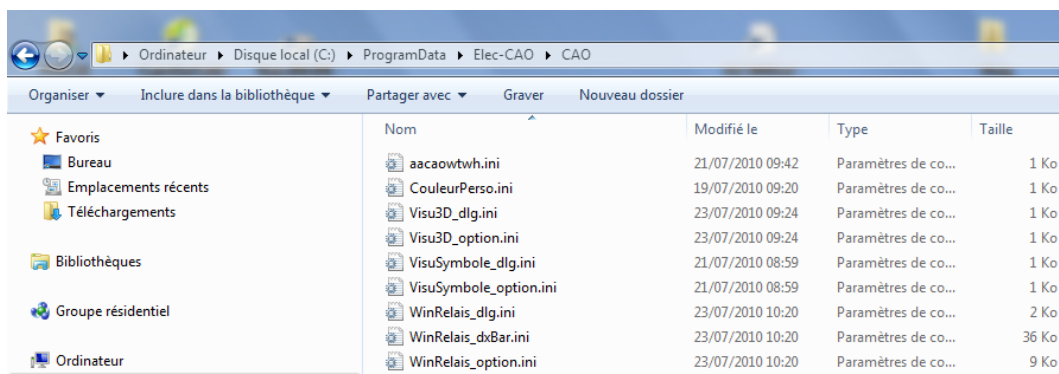 Ordinateur Disque local (C:) ProgramData Elec-CAO CAO
Organiser Inclure dans la bibliothèque Partager avec Graver Nouveau dossier
Favoris
Bureau
Emplacements récents
Téléchargements
Bibliothèques
Groupe résidentiel
Ordinateur
Nom Modifié le Type Taille
aacaowtwh.ini 21/07/2010 09:42 Paramètres de co... 1 Ko
CouleurPerso.ini 19/07/2010 09:20 Paramètres de co... 1 Ko
Visu3D_dlg.ini 23/07/2010 09:24 Paramètres de co... 1 Ko
Visu3D_option.ini 23/07/2010 09:24 Paramètres de co... 1 Ko
VisuSymbole_dlg.ini 21/07/2010 08:59 Paramètres de co... 1 Ko
VisuSymbole_option.ini 21/07/2010 08:59 Paramètres de co... 1 Ko
WinRelais_dlg.ini 23/07/2010 10:20 Paramètres de co... 2 Ko
WinRelais_dxBar.ini 23/07/2010 10:20 Paramètres de co... 36 Ko
WinRelais_option.ini 23/07/2010 10:20 Paramètres de co... 9 Ko